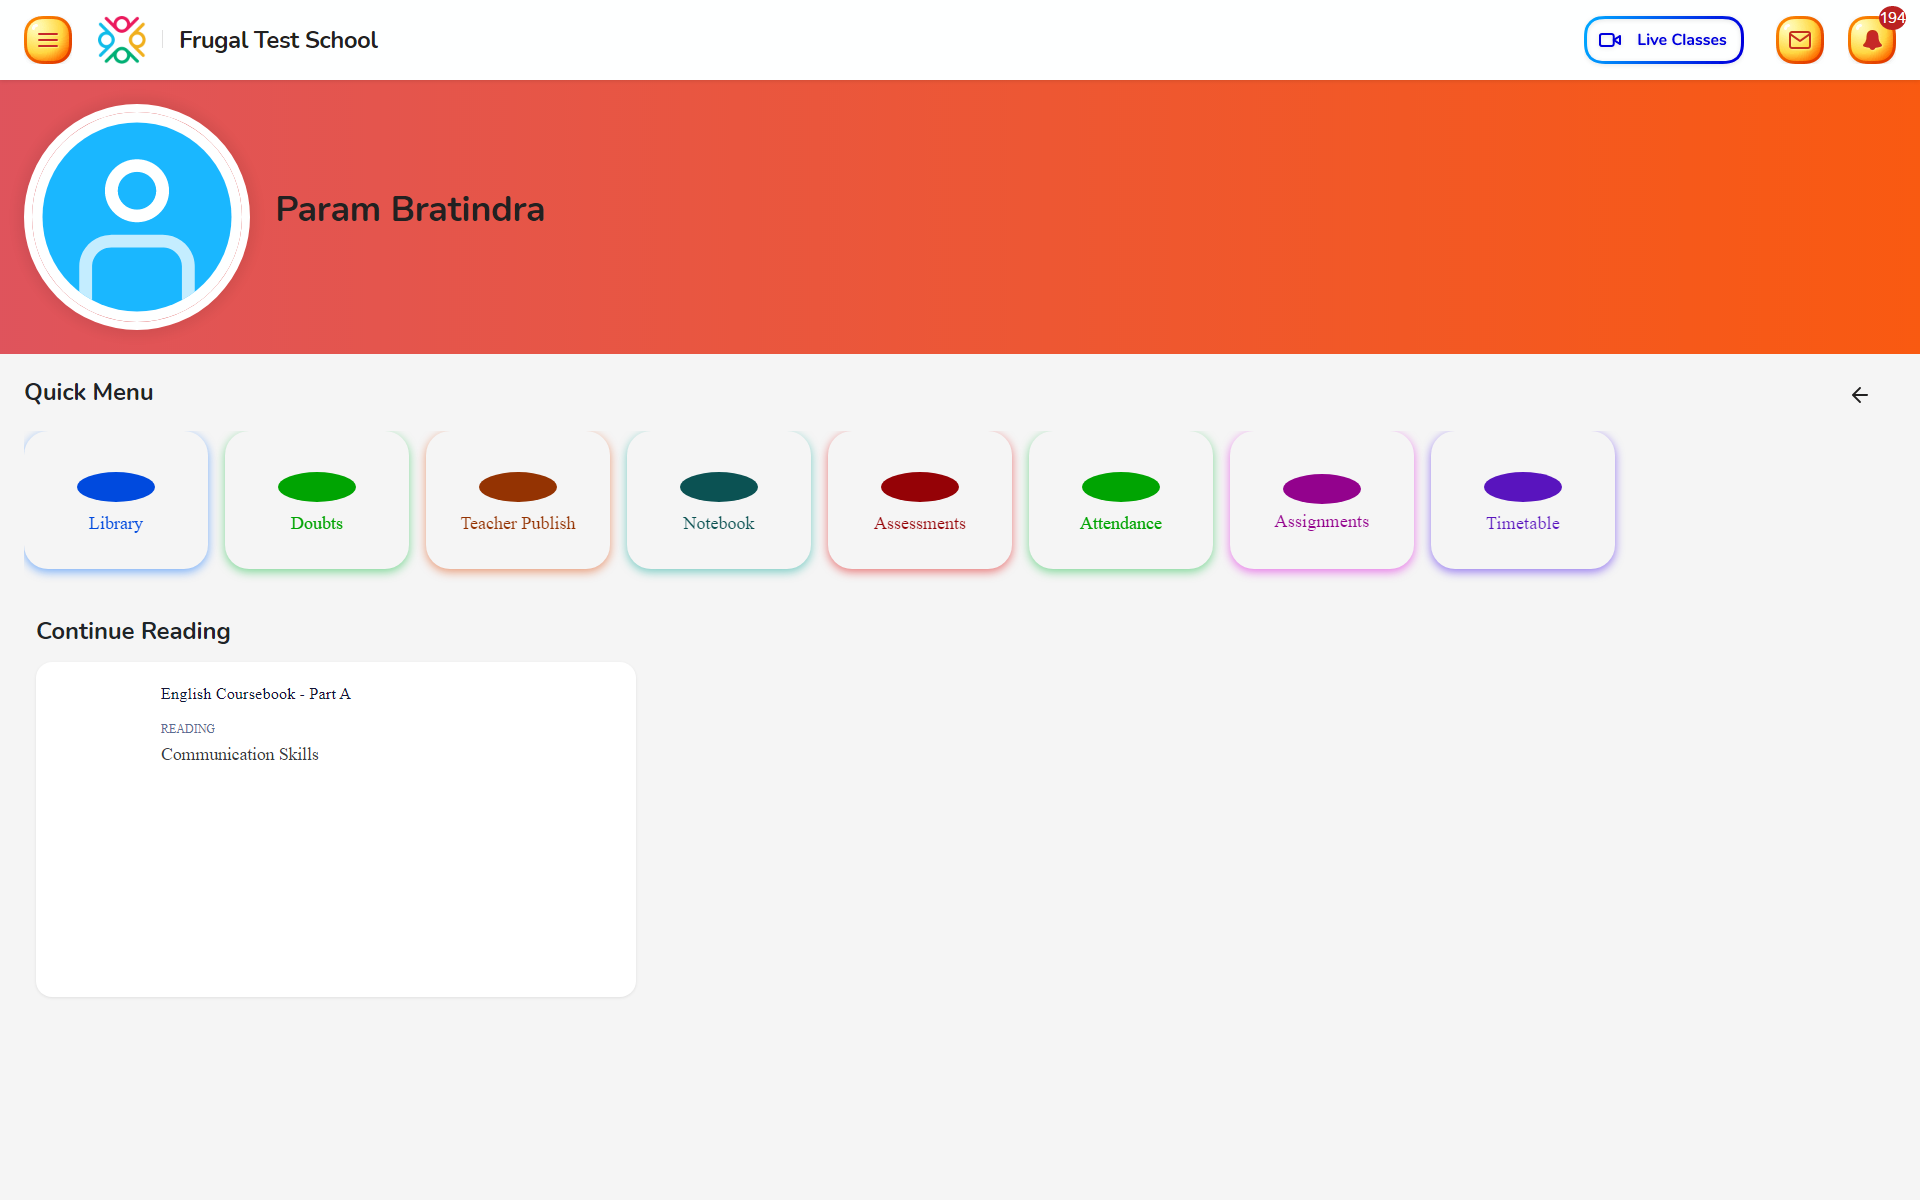 Frugal Test School
Live Classes
194
Param Bratindra
Quick Menu
Library
Doubts
Teacher Publish
Notebook
Assessments
Attendance
Assignments
Timetable
Continue Reading
English Coursebook - Part A
READING
Communication Skills